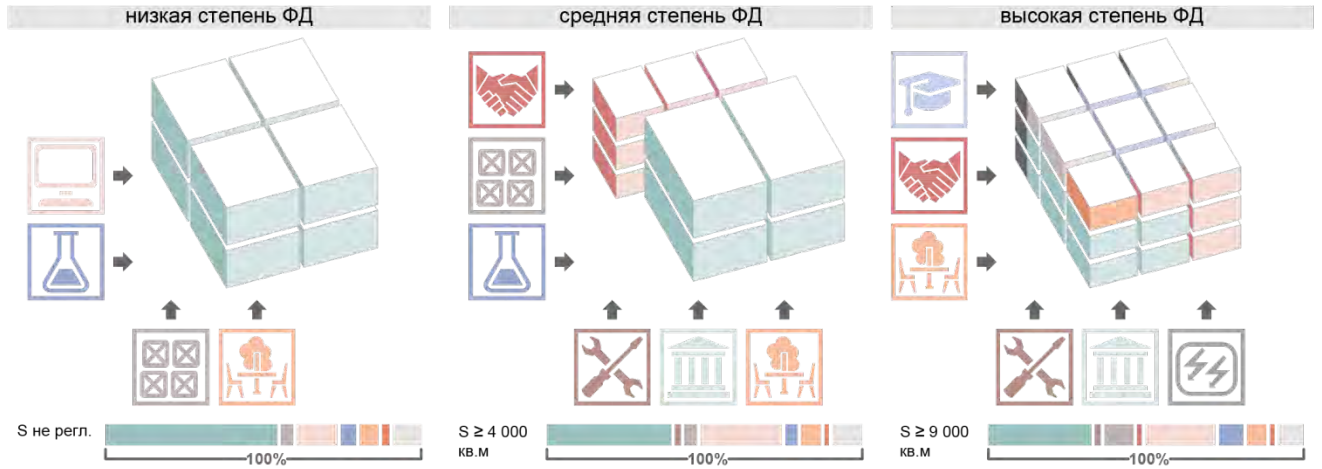 низкая степень ФД
средняя степень ФД
высокая степень ФД
S не регл.
100%
S ≥ 4 000
кв.м
100%
S ≥ 9 000
кв.м
100%